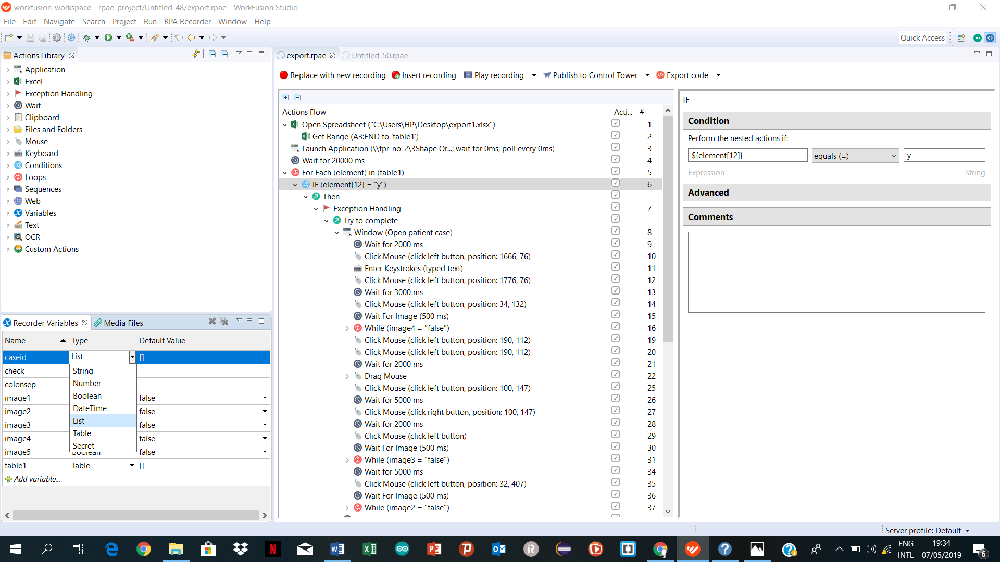 workfusion-workspace - rpae_project/Untitled-48/export.rpae - WorkFusion Studio
File Edit Navigate Search Project Run RPA Recorder Window Help
Quick Access
Actions Library
Application
Excel
Exception Handling
Wait
Clipboard
Files and Folders
Mouse
Keyboard
Conditions
Loops
Sequences
Web
Variables
Text
OCR
Custom Actions
Recorder Variables Media Files
Name Type Default Value
caseid List []
check
colonsep
image1 false
image2 false
image3 false
image4 false
image5 false
table1 Table []
Add variable...
String
Number
Boolean
DateTime
List
Table
Secret
export.rpae Untitled-50.rpae
Replace with new recording Insert recording Play recording Publish to Control Tower Export code
Actions Flow Acti... #
Open Spreadsheet ("C:\Users\HP\Desktop\export1.xlsx") 1
Get Range (A3:END to 'table1') 2
Launch Application (\\tpr_no_2\3Shape Or...; wait for 0ms; poll every 0ms) 3
Wait for 20000 ms 4
For Each (element) in (table1) 5
IF (element[12] = "y") 6
Then
Exception Handling 7
Try to complete
Window (Open patient case) 8
Wait for 2000 ms 9
Click Mouse (click left button, position: 1666, 76) 10
Enter Keystrokes (typed text) 11
Click Mouse (click left button, position: 1776, 76) 12
Wait for 3000 ms 13
Click Mouse (click left button, position: 34, 132) 14
Wait For Image (500 ms) 15
While (image4 = "false") 16
Click Mouse (click left button, position: 190, 112) 19
Click Mouse (click left button, position: 190, 112) 20
Wait for 2000 ms 21
Drag Mouse 22
Click Mouse (click left button, position: 100, 147) 25
Wait for 5000 ms 26
Click Mouse (click right button, position: 100, 147) 27
Wait for 2000 ms 28
Click Mouse (click left button) 29
Wait For Image (500 ms) 30
While (image3 = "false") 31
Wait for 5000 ms 34
Click Mouse (click left button, position: 32, 407) 35
Wait For Image (500 ms) 36
While (image2 = "false") 37
IF
Condition
Perform the nested actions if:
${element[12]} equals (=) y
Expression String
Advanced
Comments
Server profile: Default
ENG
INTL
19:34
07/05/2019
6